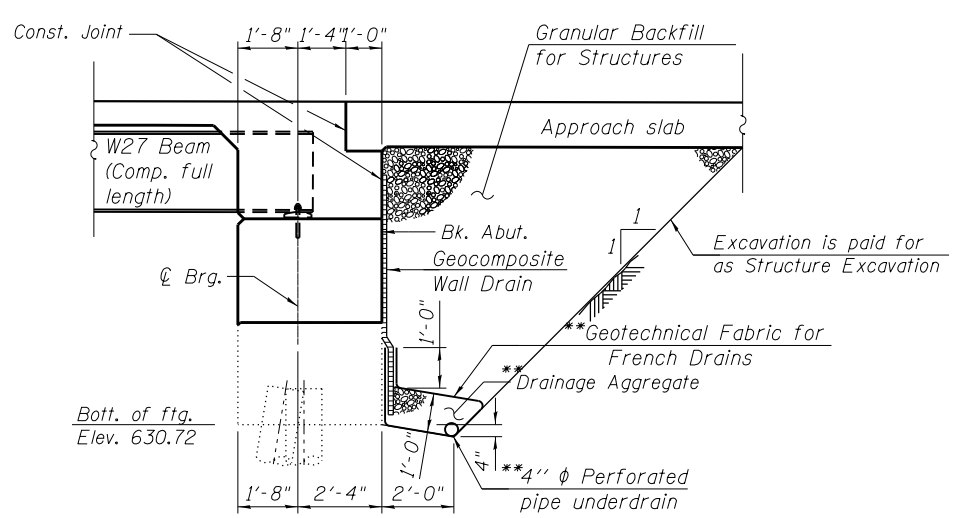 Const. Joint
1'-8"
1'-4"
1'-0"
Granular Backfill
for Structures
Approach slab
W27 Beam
(Comp. full
length)
1
1
Bk. Abut.
Excavation is paid for
as Structure Excavation
Geocomposite
Wall Drain
℄ Brg.
1'-0"
**Geotechnical Fabric for
French Drains
**Drainage Aggregate
Bott. of ftg.
Elev. 630.72
1'-0"
4"
**4'' ϕ Perforated
pipe underdrain
1'-8"
2'-4"
2'-0"